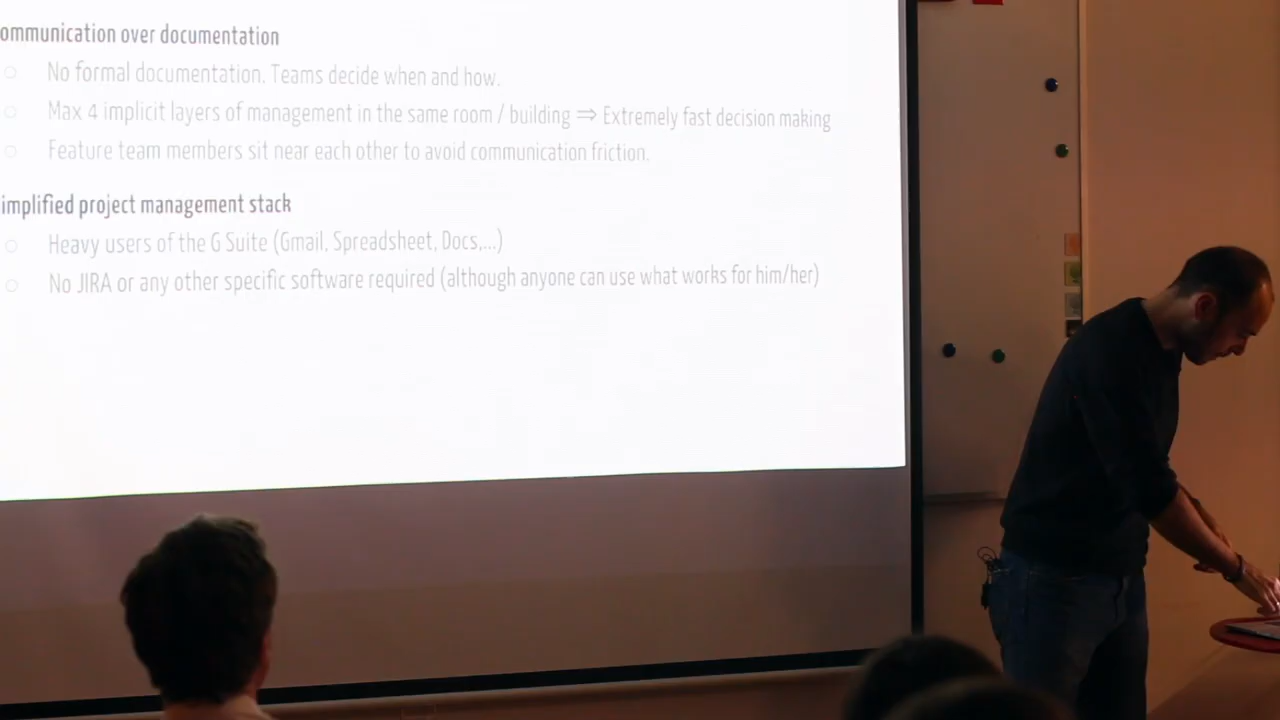 ommunication over documentation
○ No formal documentation. Teams decide when and how.
○ Max 4 implicit layers of management in the same room / building ⇒ Extremely fast decision making
○ Feature team members sit near each other to avoid communication friction.
implified project management stack
○ Heavy users of the G Suite (Gmail, Spreadsheet, Docs,...)
○ No JIRA or any other specific software required (although anyone can use what works for him/her)